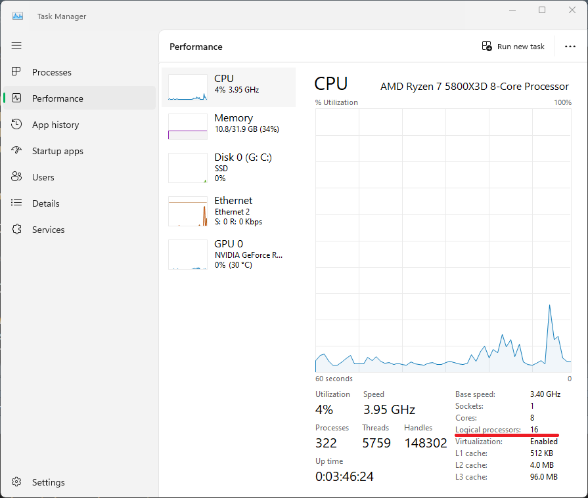 Task Manager
Processes
Performance
App history
Startup apps
Users
Details
Services
Settings
Performance
Run new task
CPU
4% 3.95 GHz
Memory
10.8/31.9 GB (34%)
Disk 0 (G: C:)
SSD
0%
Ethernet
Ethernet 2
S: 0 R: 0 Kbps
GPU 0
NVIDIA GeForce R...
0% (30 °C)
CPU AMD Ryzen 7 5800X3D 8-Core Processor
% Utilization 100%
60 seconds 0
Utilization Speed
4% 3.95 GHz
Processes Threads Handles
322 5759 148302
Up time
0:03:46:24
Base speed: 3.40 GHz
Sockets: 1
Cores: 8
Logical processors: 16
Virtualization: Enabled
L1 cache: 512 KB
L2 cache: 4.0 MB
L3 cache: 96.0 MB